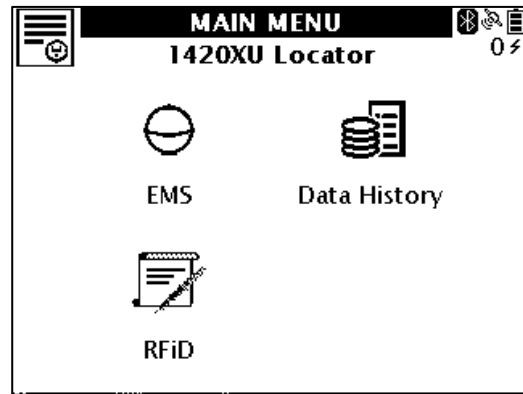 MAIN MENU
1420XU Locator
0
EMS
Data History
RFiD